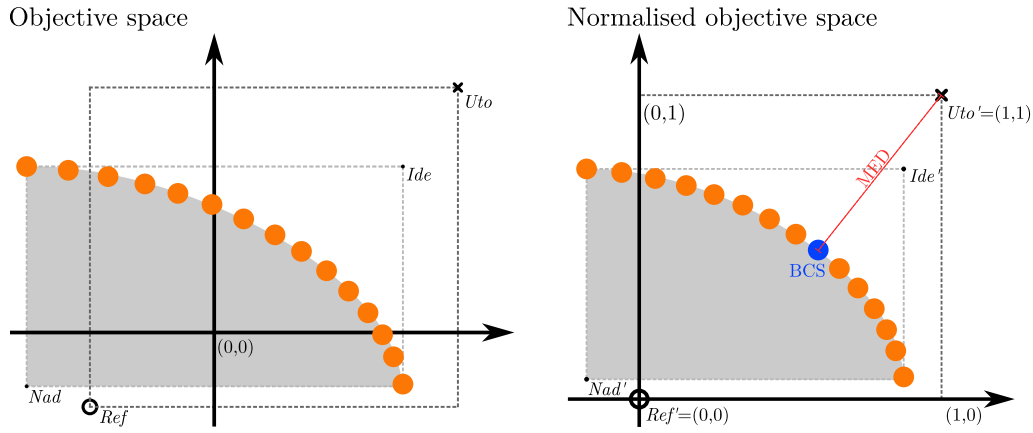 Objective space
Uto
Ide
(0,0)
Nad
Ref
Normalised objective space
(0,1)
Uto'=(1,1)
MED
Ide'
BCS
Nad'
Ref'=(0,0)
(1,0)